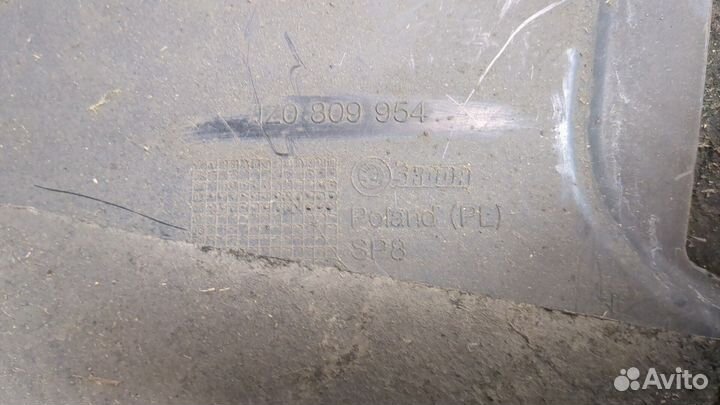 1Z0 809 954
Poland (PL)
SP8
Avito